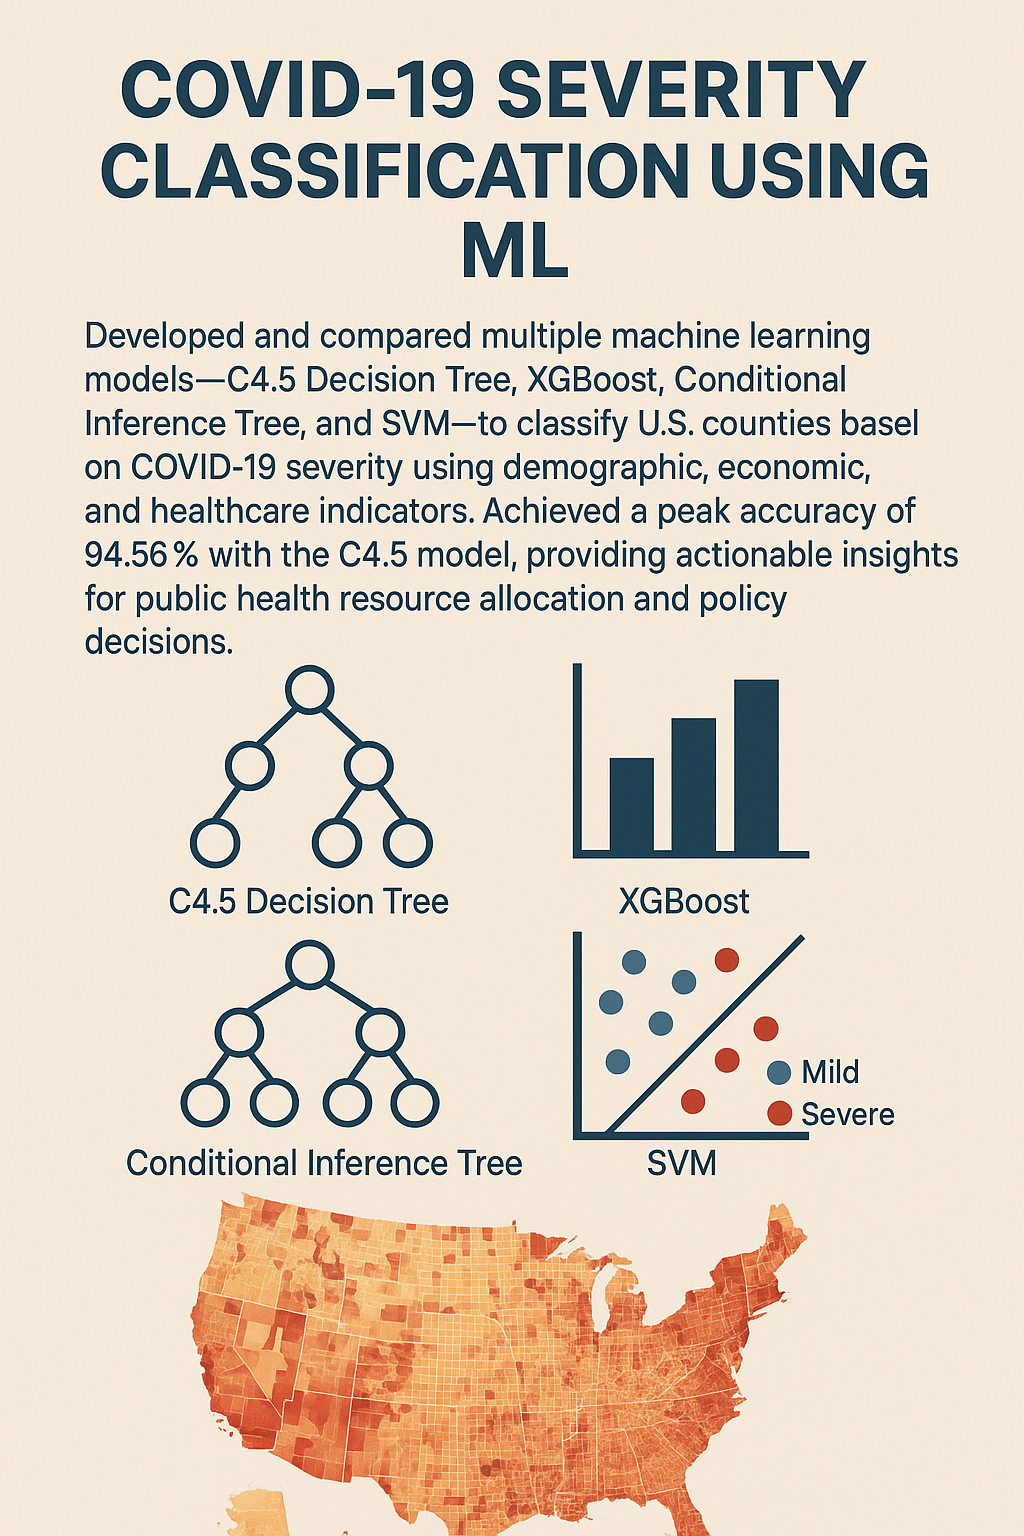 COVID-19 SEVERITY
CLASSIFICATION USING
ML
Developed and compared multiple machine learning
models—C4.5 Decision Tree, XGBoost, Conditional
Inference Tree, and SVM—to classify U.S. counties basel
on COVID-19 severity using demographic, economic,
and healthcare indicators. Achieved a peak accuracy of
94.56 % with the C4.5 model, providing actionable insights
for public health resource allocation and policy
decisions.
C4.5 Decision Tree
XGBoost
Mild
Severe
Conditional Inference Tree
SVM